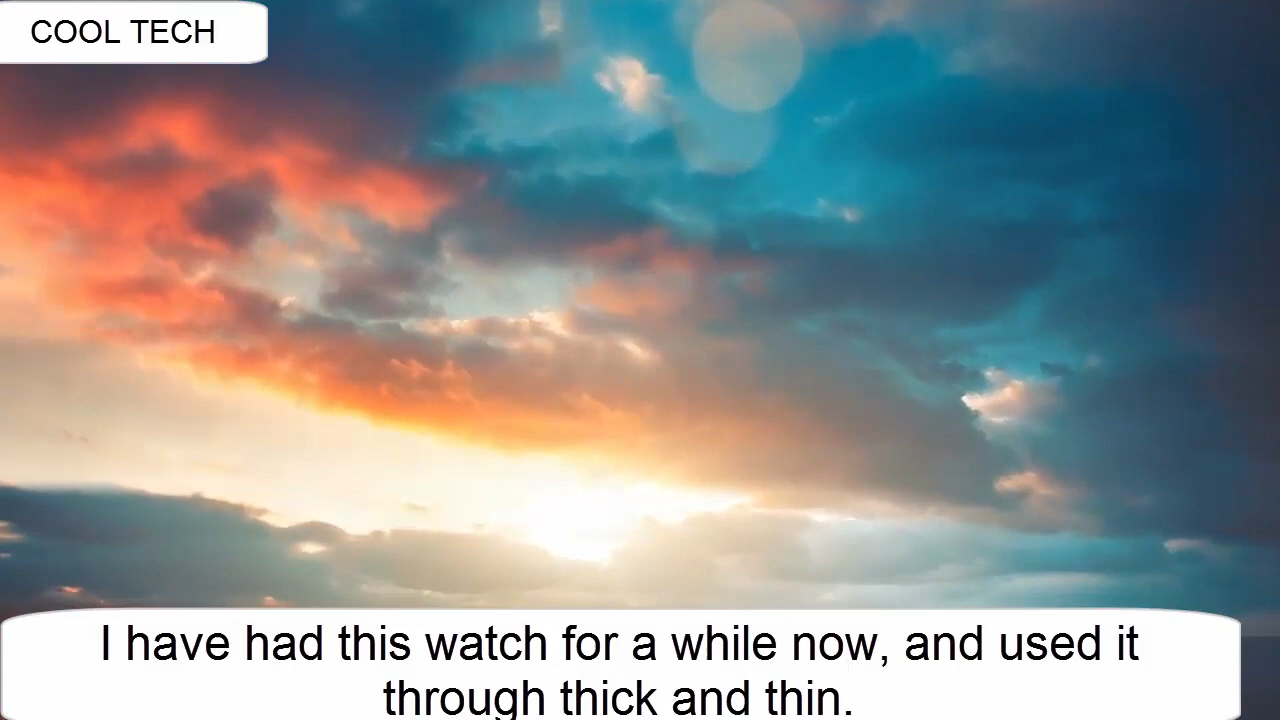 COOL TECH
I have had this watch for a while now, and used it
through thick and thin.